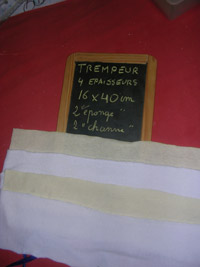 TREMPEUR
4 EPAISSEURS
16 x 40 cm
2 "éponge"
2 "chanvre"